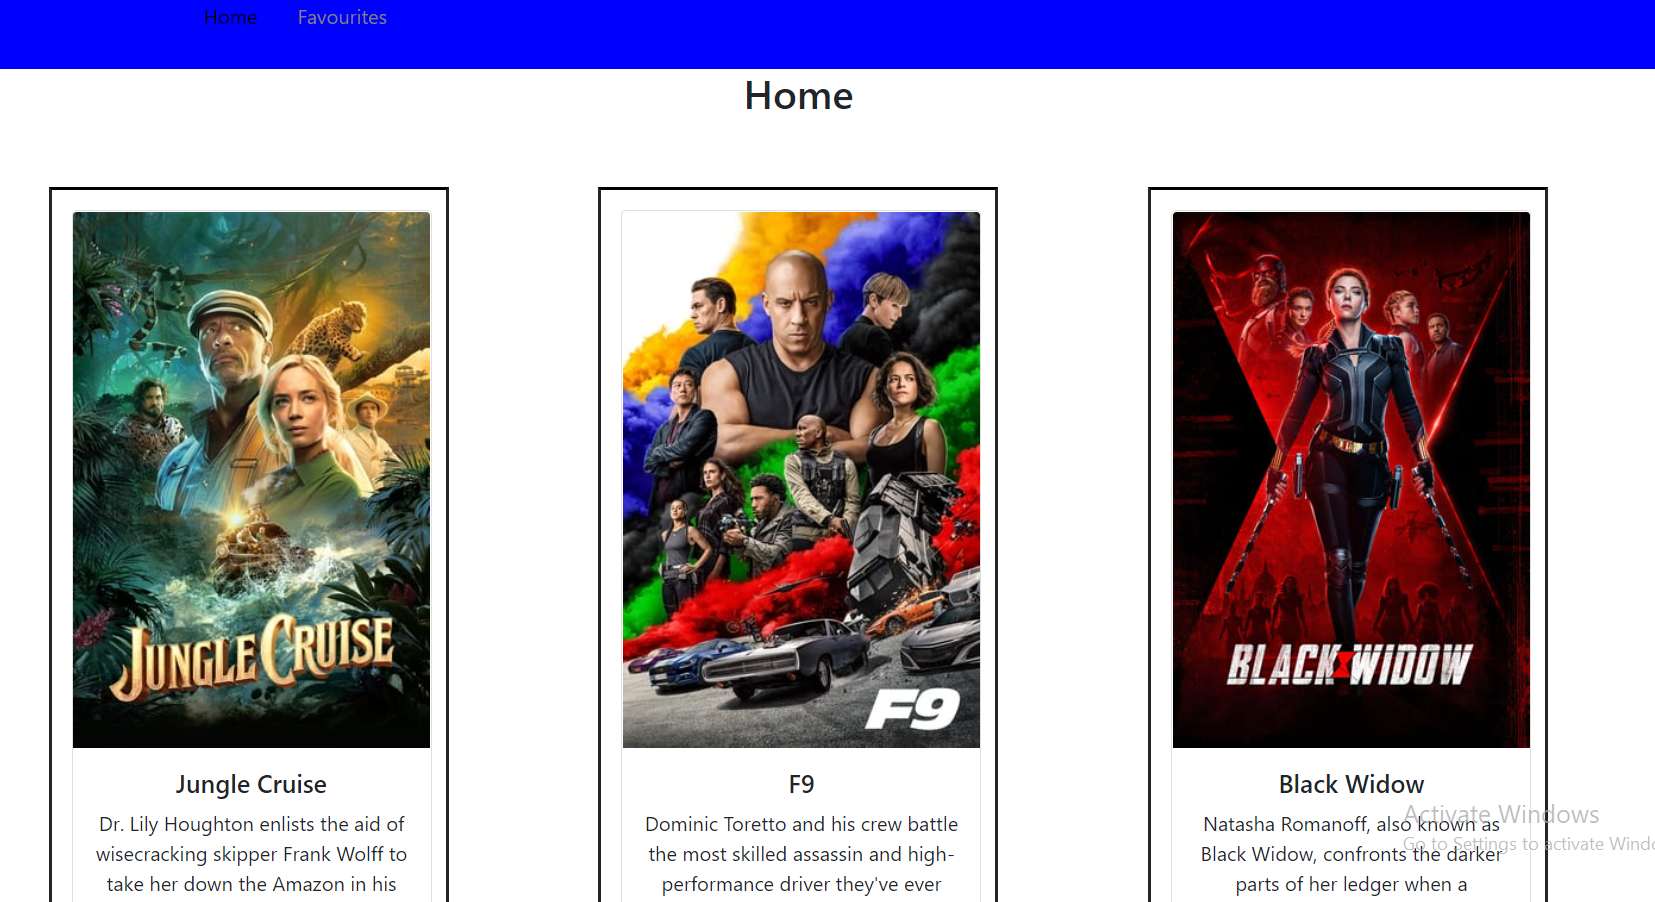 Home Favourites
Home
JUNGLE CRUISE
F9
BLACK WIDOW
Jungle Cruise
Dr. Lily Houghton enlists the aid of
wisecracking skipper Frank Wolff to
take her down the Amazon in his
F9
Dominic Toretto and his crew battle
the most skilled assassin and high-
performance driver they've ever
Black Widow
Natasha Romanoff, also known as
Black Widow, confronts the darker
parts of her ledger when a
Activate Windows
Go to Settings to activate Windo